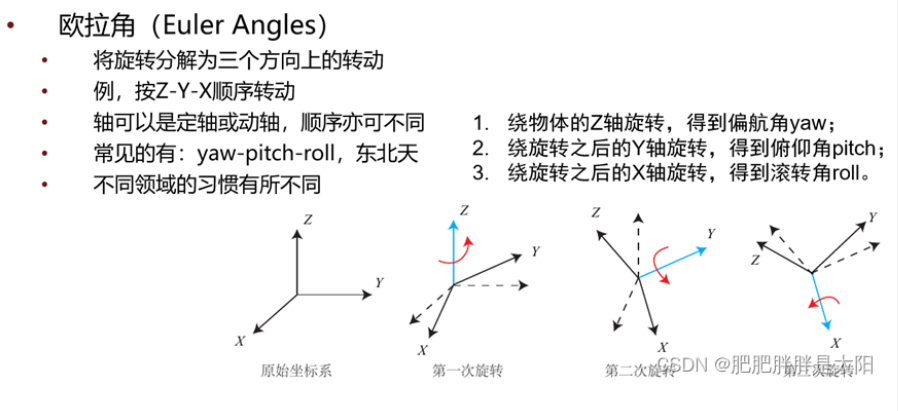 欧拉角（Euler Angles）
将旋转分解为三个方向上的转动
例，按Z-Y-X顺序转动
轴可以是定轴或动轴，顺序亦可不同
常见的有：yaw-pitch-roll，东北天
不同领域的习惯有所不同
1. 绕物体的Z轴旋转，得到偏航角yaw；
2. 绕旋转之后的Y轴旋转，得到俯仰角pitch；
3. 绕旋转之后的X轴旋转，得到滚转角roll。
Z
Y
X
原始坐标系
Z
Y
X
第一次旋转
Z
Y
X
第二次旋转
Y
Z
X
第三次旋转
CSDN @肥肥胖胖是太阳